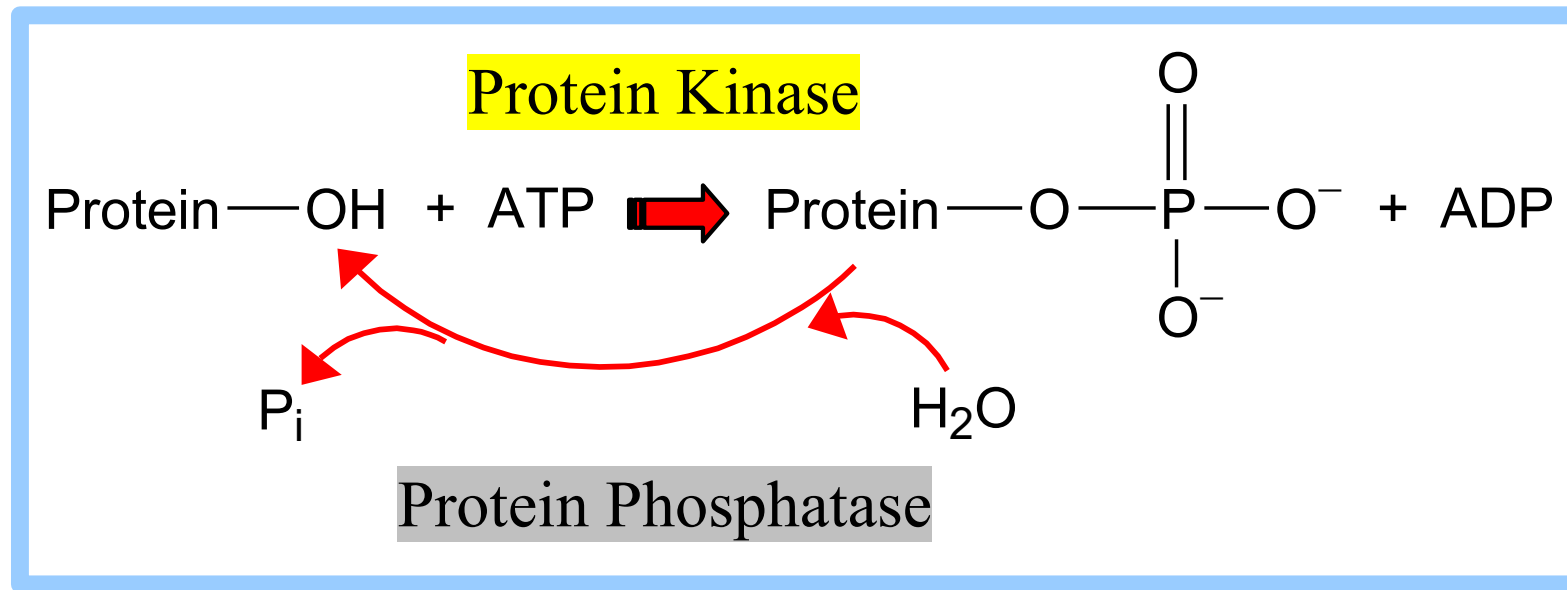 Protein Kinase
O
Protein—OH + ATP Protein—O—P—O⁻ + ADP
O⁻
Pᵢ H₂O
Protein Phosphatase